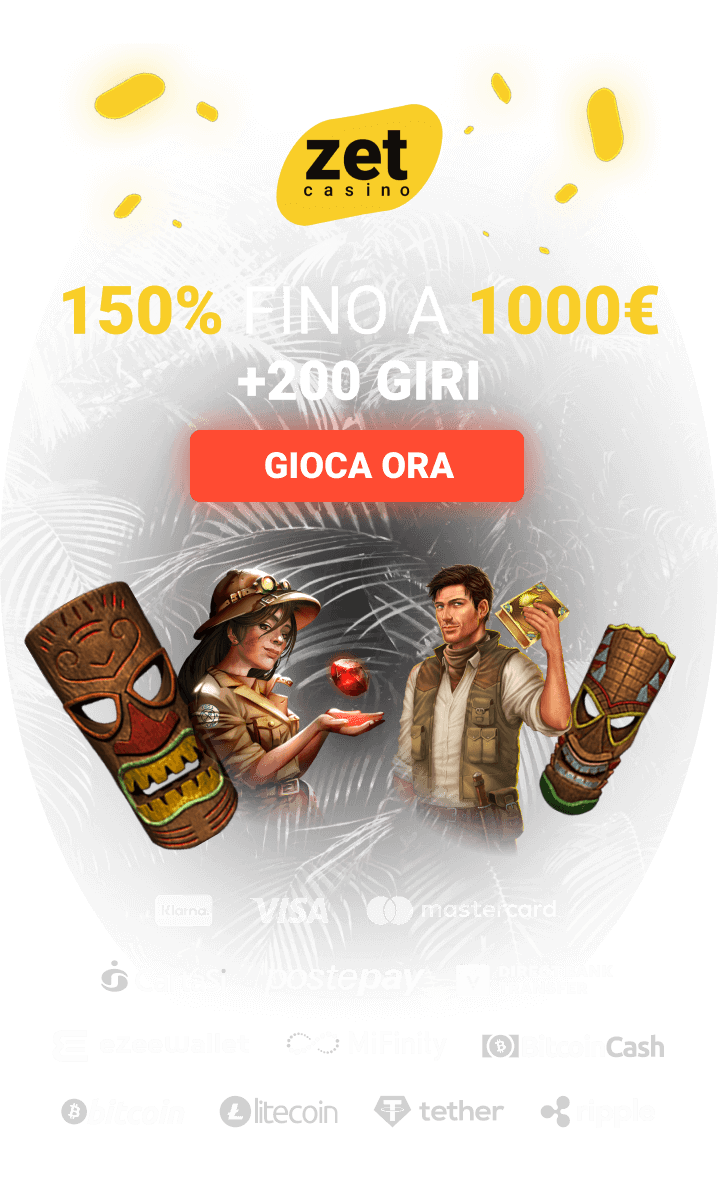 zet
casino
150% FINO A 1000€
+200 GIRI
GIOCA ORA
Klarna. VISA mastercard
postepay
eZeeWallet MiFinity BitcoinCash
bitcoin litecoin tether ripple